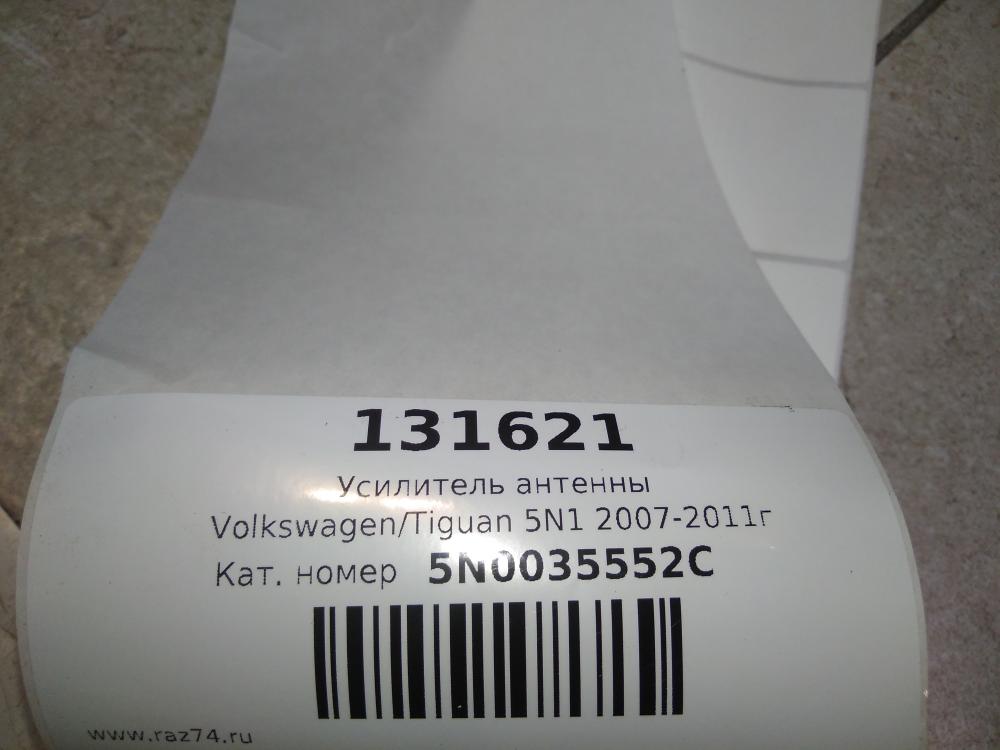 131621
Усилитель антенны
Volkswagen/Tiguan 5N1 2007-2011г
Кат. номер 5N0035552C
www.raz74.ru